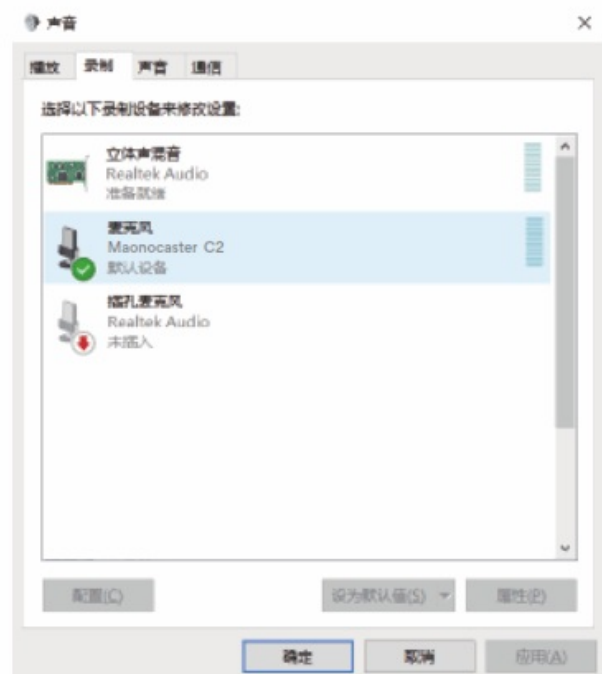 声音
播放 录制 声音 通信
选择以下录制设备来修改设置:
立体声混音
Realtek Audio
准备就绪
麦克风
Maonocaster C2
默认设备
插孔麦克风
Realtek Audio
未插入
配置(C) 设为默认值(S) 属性(P)
确定 取消 应用(A)